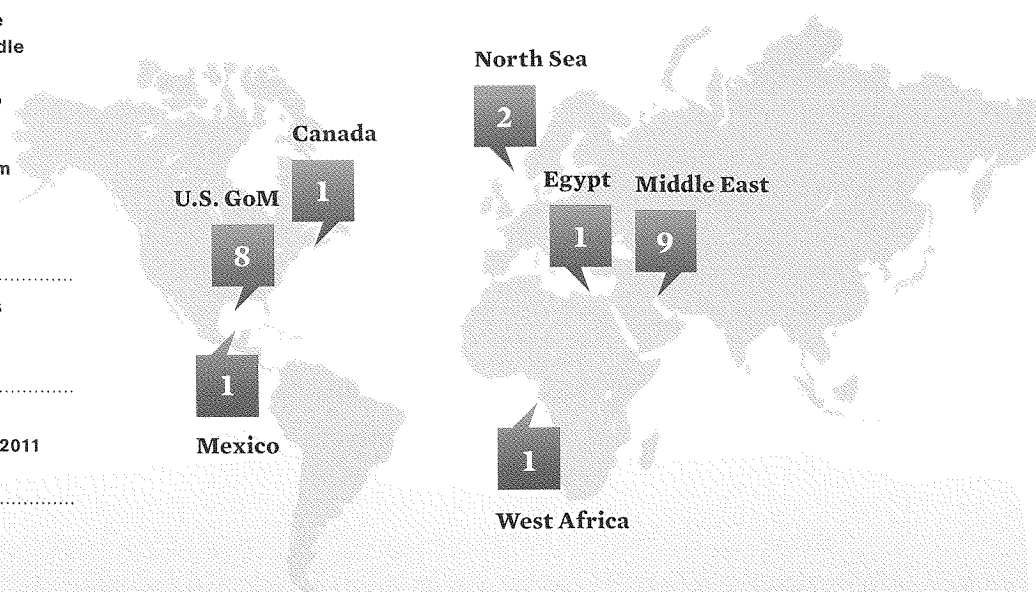 North Sea
2
Canada
1
U.S. GoM
8
Egypt
1
Middle East
9
1
Mexico
1
West Africa
2011